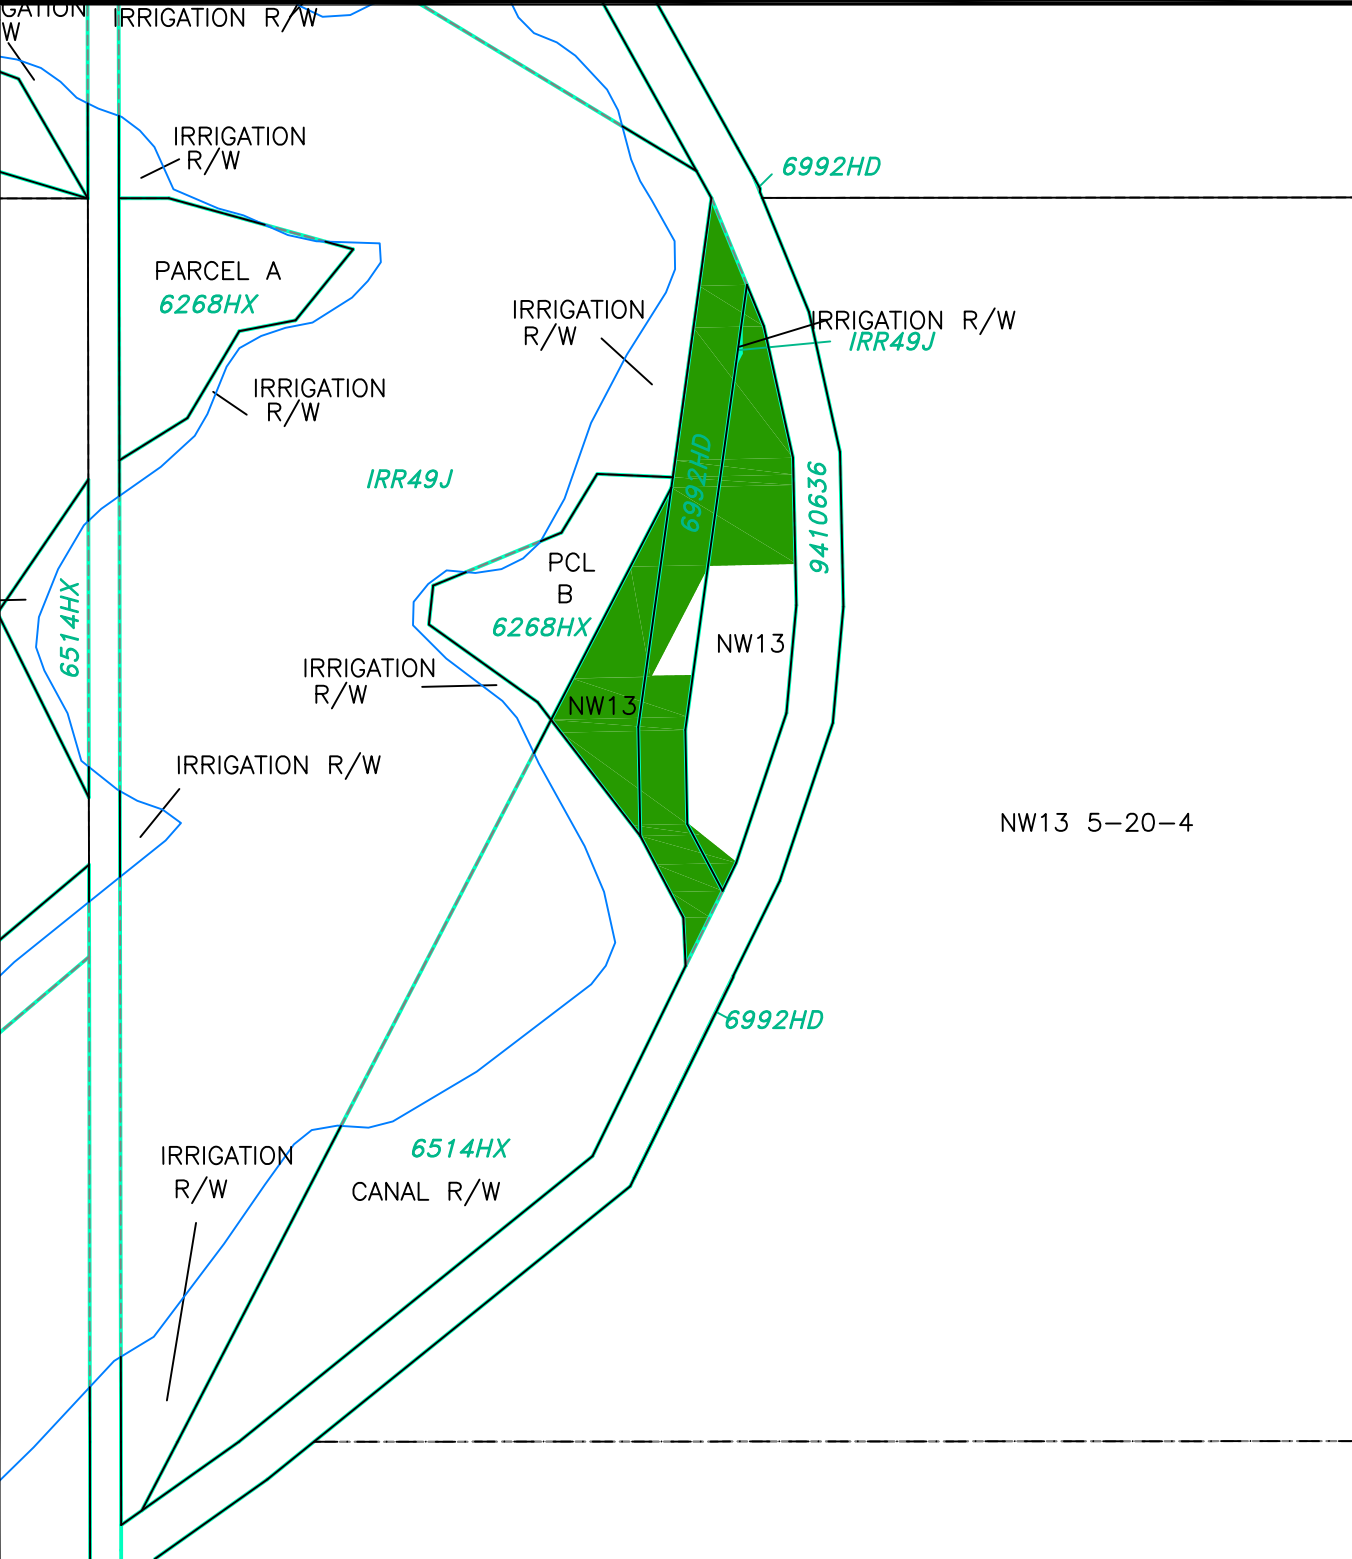 GATION
W
IRRIGATION R/W
IRRIGATION
R/W
6992HD
PARCEL A
6268HX
IRRIGATION
R/W
IRRIGATION R/W
IRR49J
IRRIGATION
R/W
IRR49J
6992HD
9410636
PCL
B
6268HX
6514HX
NW13
IRRIGATION
R/W
NW13
IRRIGATION R/W
NW13 5-20-4
6992HD
6514HX
IRRIGATION
R/W
CANAL R/W